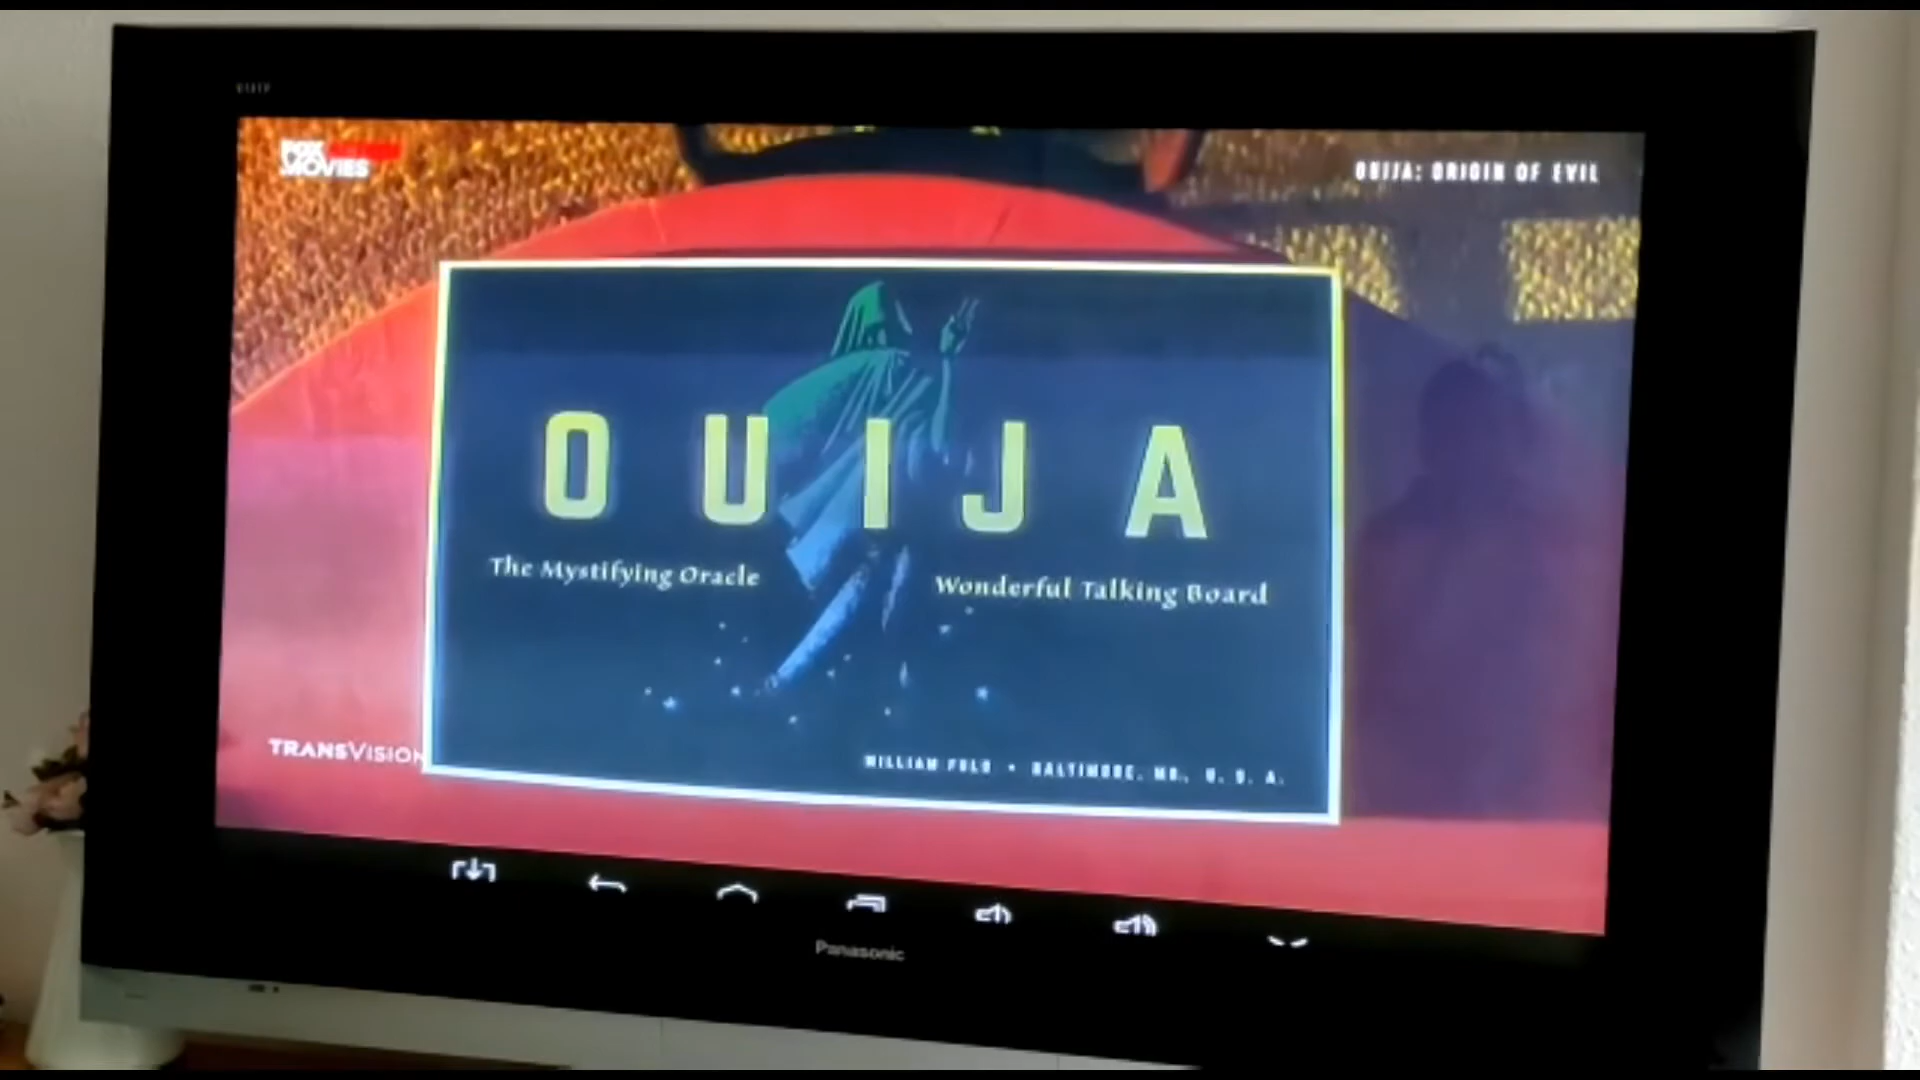 VIERA
FOX
MOVIES
OUIJA: ORIGIN OF EVIL
OUIJA
The Mystifying Oracle
Wonderful Talking Board
TRANSVISION
WILLIAM FULD • BALTIMORE, MD., U. S. A.
Panasonic